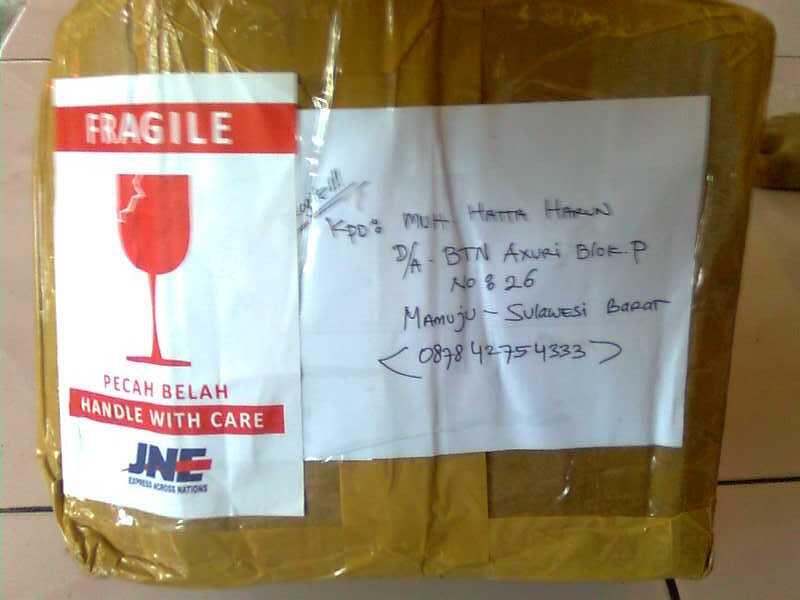 FRAGILE
PECAH BELAH
HANDLE WITH CARE
JNE
EXPRESS ACROSS NATIONS
Kpd: MUH. HATTA HARUN
D/A. BTN AXURI BLOK.P
NO: 26
MAMUJU - SULAWESI BARAT
(0878 42754333)